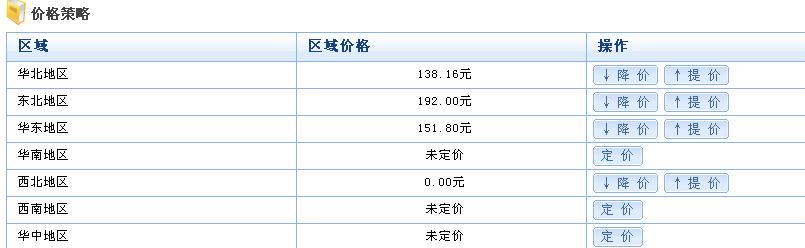 价格策略
区域 区域价格 操作
华北地区 138.16元 ↓降价 ↑提价
东北地区 192.00元 ↓降价 ↑提价
华东地区 151.80元 ↓降价 ↑提价
华南地区 未定价 定价
西北地区 0.00元 ↓降价 ↑提价
西南地区 未定价 定价
华中地区 未定价 定价